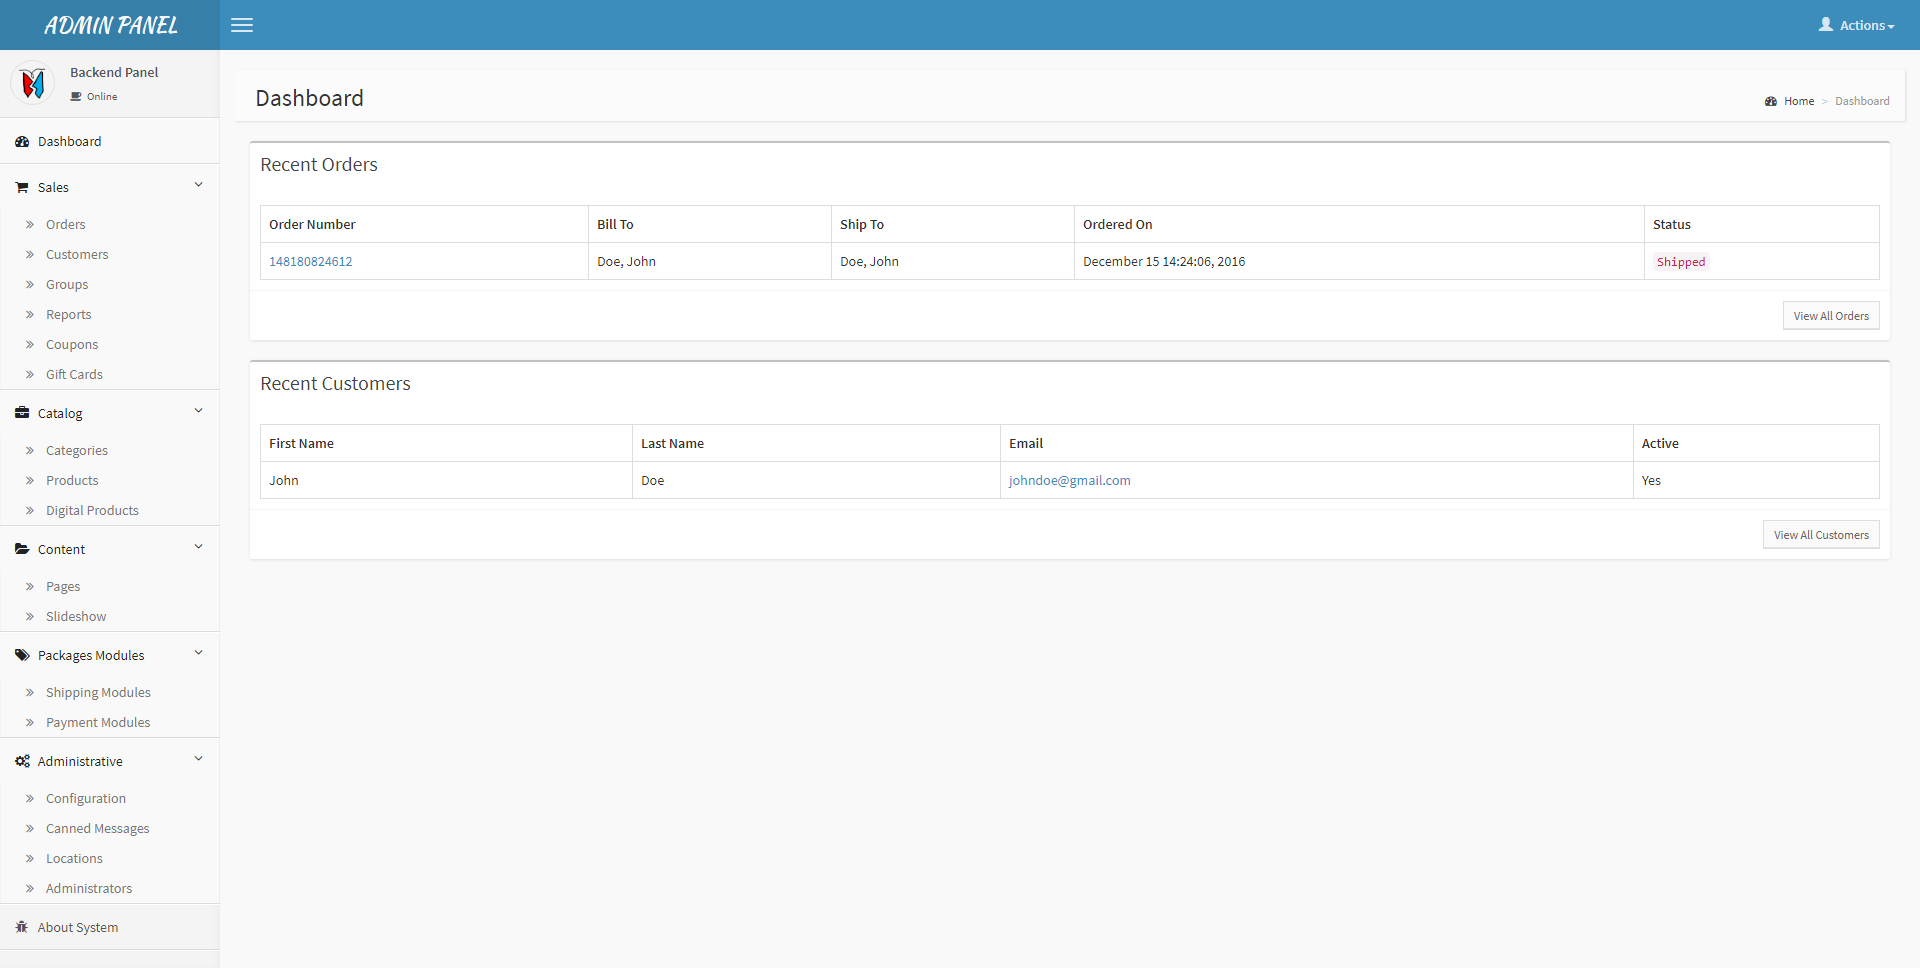 ADMIN PANEL
Actions
Backend Panel
Online
Dashboard
Sales
Orders
Customers
Groups
Reports
Coupons
Gift Cards
Catalog
Categories
Products
Digital Products
Content
Pages
Slideshow
Packages Modules
Shipping Modules
Payment Modules
Administrative
Configuration
Canned Messages
Locations
Administrators
About System
Dashboard
Home > Dashboard
Recent Orders
Order Number Bill To Ship To Ordered On Status
148180824612 Doe, John Doe, John December 15 14:24:06, 2016 Shipped
View All Orders
Recent Customers
First Name Last Name Email Active
John Doe johndoe@gmail.com Yes
View All Customers